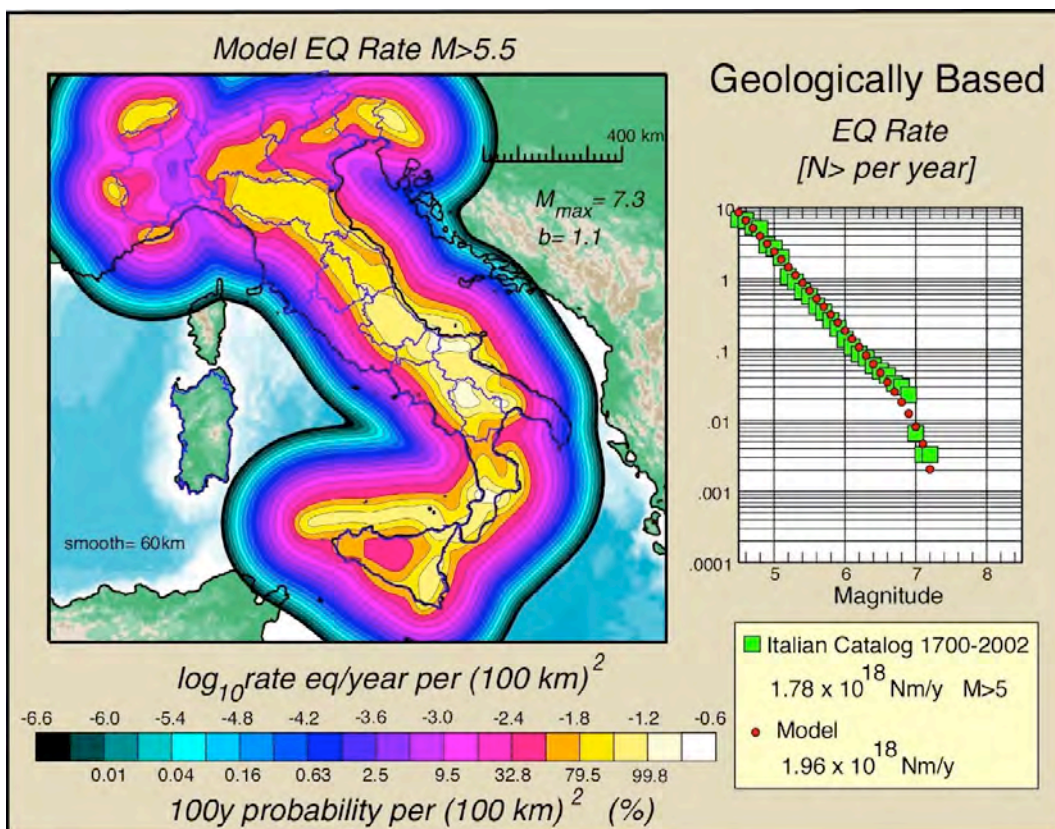 Model EQ Rate M>5.5
400 km
M_max = 7.3
b= 1.1
smooth= 60km
log₁₀rate eq/year per (100 km)²
-6.6 -6.0 -5.4 -4.8 -4.2 -3.6 -3.0 -2.4 -1.8 -1.2 -0.6
0.01 0.04 0.16 0.63 2.5 9.5 32.8 79.5 99.8
100y probability per (100 km)² (%)
Geologically Based
EQ Rate
[N> per year]
10
1
.1
.01
.001
.0001
5 6 7 8
Magnitude
Italian Catalog 1700-2002
1.78 x 10¹⁸ Nm/y M>5
Model
1.96 x 10¹⁸ Nm/y